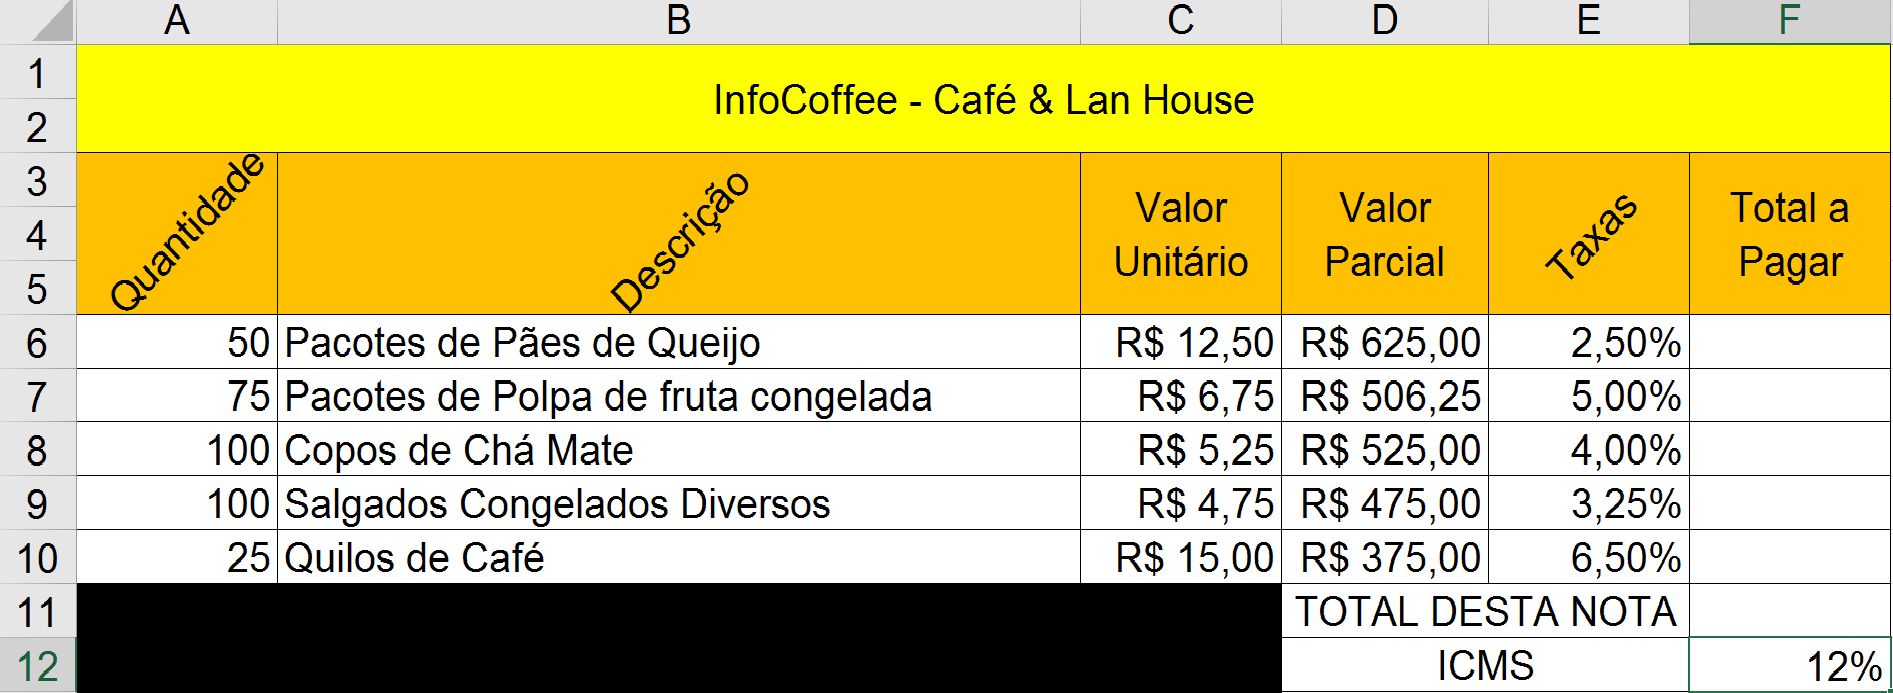 A B C D E F
1
InfoCoffee - Café & Lan House
2
3
Quantidade Descrição Valor Unitário Valor Parcial Taxas Total a Pagar
4
5
6 50 Pacotes de Pães de Queijo R$ 12,50 R$ 625,00 2,50%
7 75 Pacotes de Polpa de fruta congelada R$ 6,75 R$ 506,25 5,00%
8 100 Copos de Chá Mate R$ 5,25 R$ 525,00 4,00%
9 100 Salgados Congelados Diversos R$ 4,75 R$ 475,00 3,25%
10 25 Quilos de Café R$ 15,00 R$ 375,00 6,50%
11 TOTAL DESTA NOTA
12 ICMS 12%